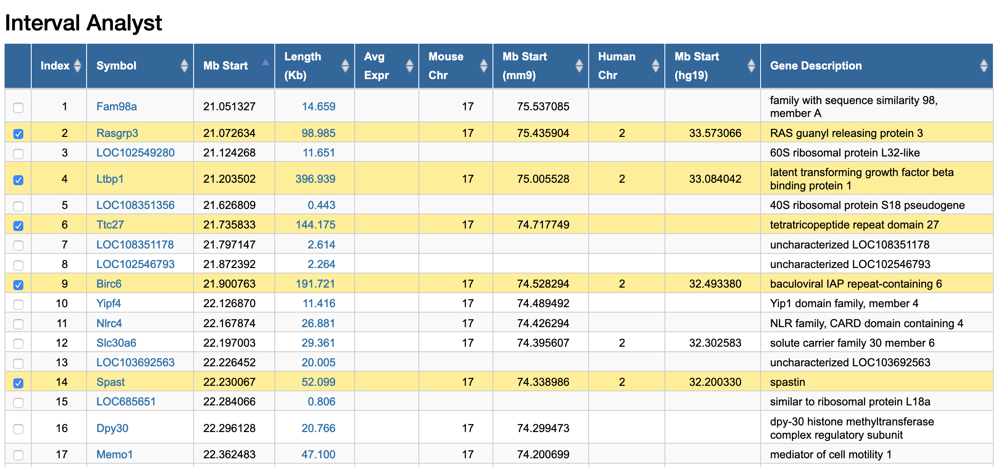 Interval Analyst
Index Symbol Mb Start Length (Kb) Avg Expr Mouse Chr Mb Start (mm9) Human Chr Mb Start (hg19) Gene Description
1 Fam98a 21.051327 14.659 17 75.537085 family with sequence similarity 98, member A
2 Rasgrp3 21.072634 98.985 17 75.435904 2 33.573066 RAS guanyl releasing protein 3
3 LOC102549280 21.124268 11.651 60S ribosomal protein L32-like
4 Ltbp1 21.203502 396.939 17 75.005528 2 33.084042 latent transforming growth factor beta binding protein 1
5 LOC108351356 21.626809 0.443 40S ribosomal protein S18 pseudogene
6 Ttc27 21.735833 144.175 17 74.717749 tetratricopeptide repeat domain 27
7 LOC108351178 21.797147 2.614 uncharacterized LOC108351178
8 LOC102546793 21.872392 2.264 uncharacterized LOC102546793
9 Birc6 21.900763 191.721 17 74.528294 2 32.493380 baculoviral IAP repeat-containing 6
10 Yipf4 22.126870 11.416 17 74.489492 Yip1 domain family, member 4
11 Nlrc4 22.167874 26.881 17 74.426294 NLR family, CARD domain containing 4
12 Slc30a6 22.197003 29.361 17 74.395607 2 32.302583 solute carrier family 30 member 6
13 LOC103692563 22.226452 20.005 uncharacterized LOC103692563
14 Spast 22.230067 52.099 17 74.338986 2 32.200330 spastin
15 LOC685651 22.284066 0.806 similar to ribosomal protein L18a
16 Dpy30 22.296128 20.766 17 74.299473 dpy-30 histone methyltransferase complex regulatory subunit
17 Memo1 22.362483 47.100 17 74.200699 mediator of cell motility 1